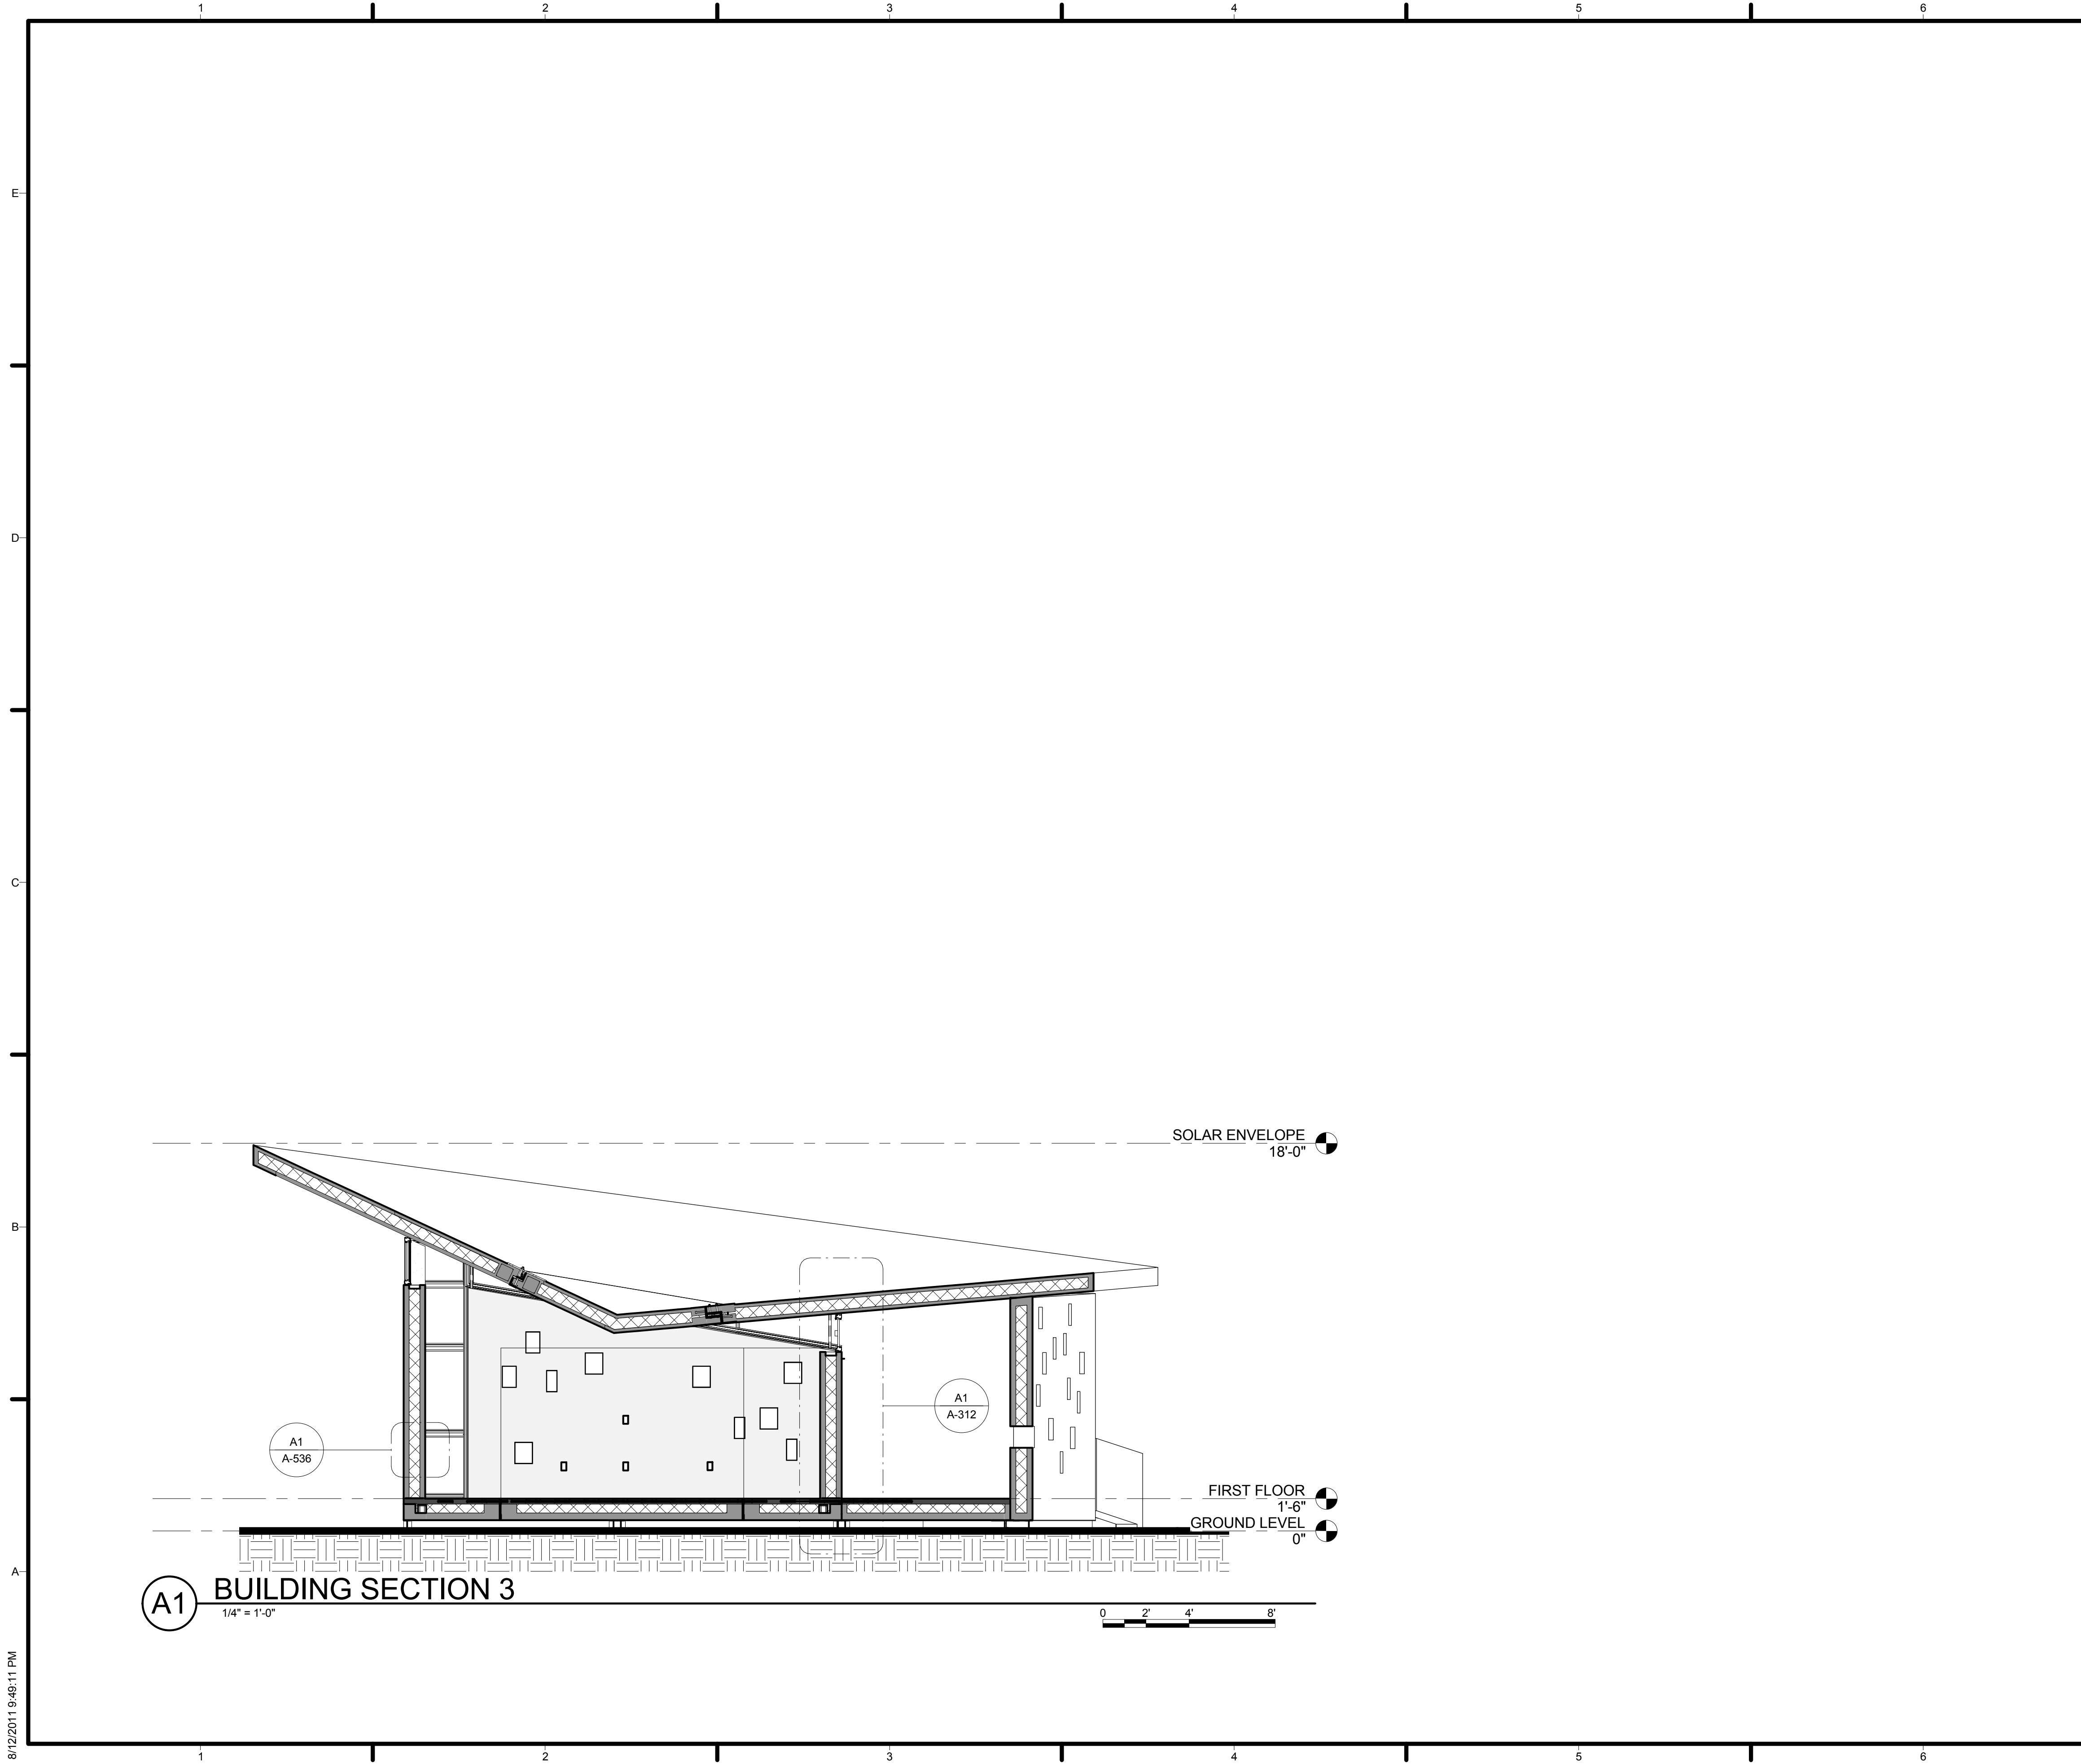 1 2 3 4 5 6
E
D
C
B
A
SOLAR ENVELOPE
18'-0"
A1
A-312
A1
A-536
FIRST FLOOR
1'-6"
GROUND LEVEL
0"
A1 BUILDING SECTION 3
1/4" = 1'-0"
0 2' 4' 8'
8/12/2011 9:49:11 PM
1 2 3 4 5 6